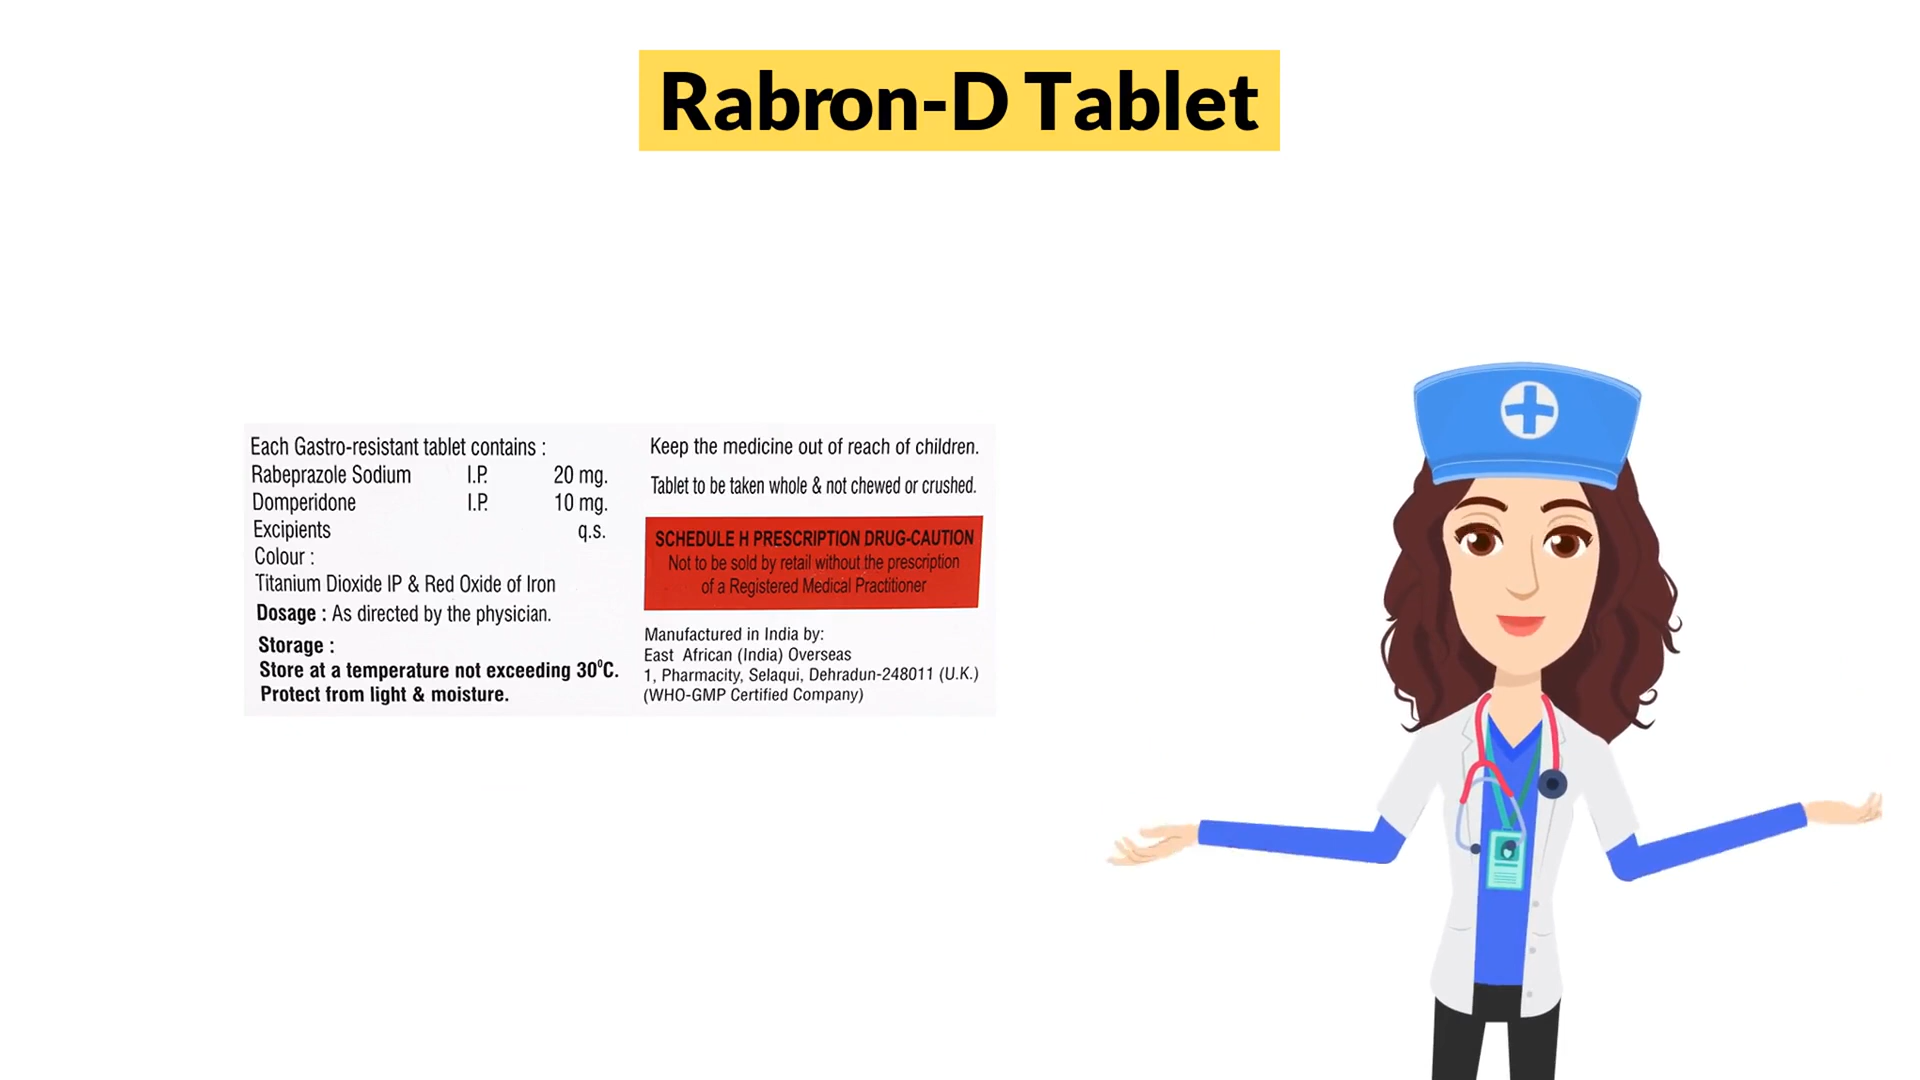 Rabron-D Tablet
Each Gastro-resistant tablet contains :
Rabeprazole Sodium I.P. 20 mg.
Domperidone I.P. 10 mg.
Excipients q.s.
Colour :
Titanium Dioxide IP & Red Oxide of Iron
Dosage : As directed by the physician.
Storage :
Store at a temperature not exceeding 30⁰C.
Protect from light & moisture.
Keep the medicine out of reach of children.
Tablet to be taken whole & not chewed or crushed.
SCHEDULE H PRESCRIPTION DRUG-CAUTION
Not to be sold by retail without the prescription
of a Registered Medical Practitioner
Manufactured in India by:
East African (India) Overseas
1, Pharmacity, Selaqui, Dehradun-248011 (U.K.)
(WHO-GMP Certified Company)